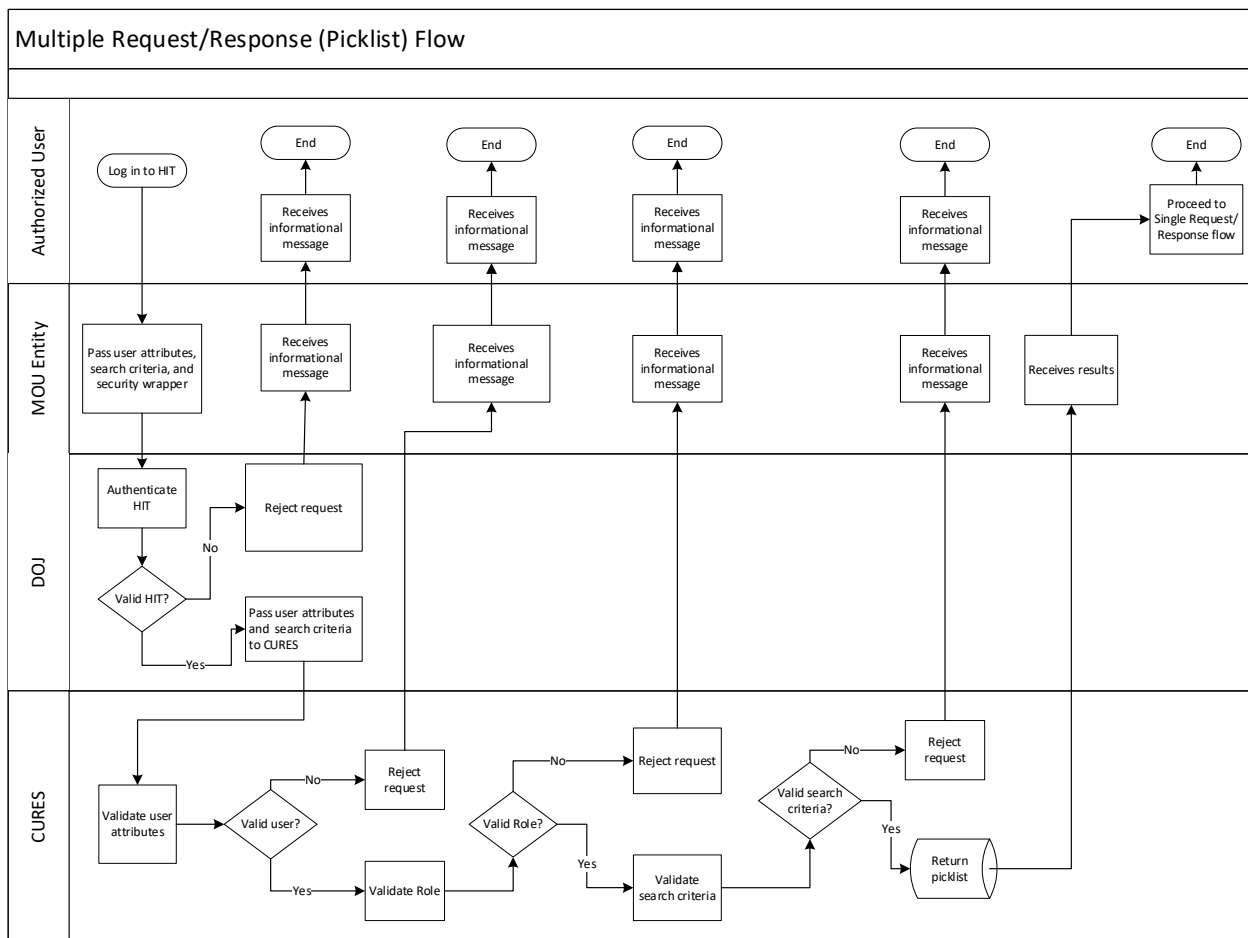 Multiple Request/Response (Picklist) Flow
Authorized User
Log in to HIT
End
End
End
End
End
Receives
informational
message
Receives
informational
message
Receives
informational
message
Receives
informational
message
Proceed to
Single Request/
Response flow
MOU Entity
Pass user attributes,
search criteria, and
security wrapper
Receives
informational
message
Receives
informational
message
Receives
informational
message
Receives
informational
message
Receives results
DOJ
Authenticate
HIT
Reject request
No
Valid HIT?
Pass user attributes
and search criteria
to CURES
Yes
CURES
Validate user
attributes
Valid user?
No
Reject
request
Yes
Validate Role
Valid Role?
No
Reject request
Yes
Validate
search criteria
Valid search
criteria?
No
Reject
request
Yes
Return
picklist